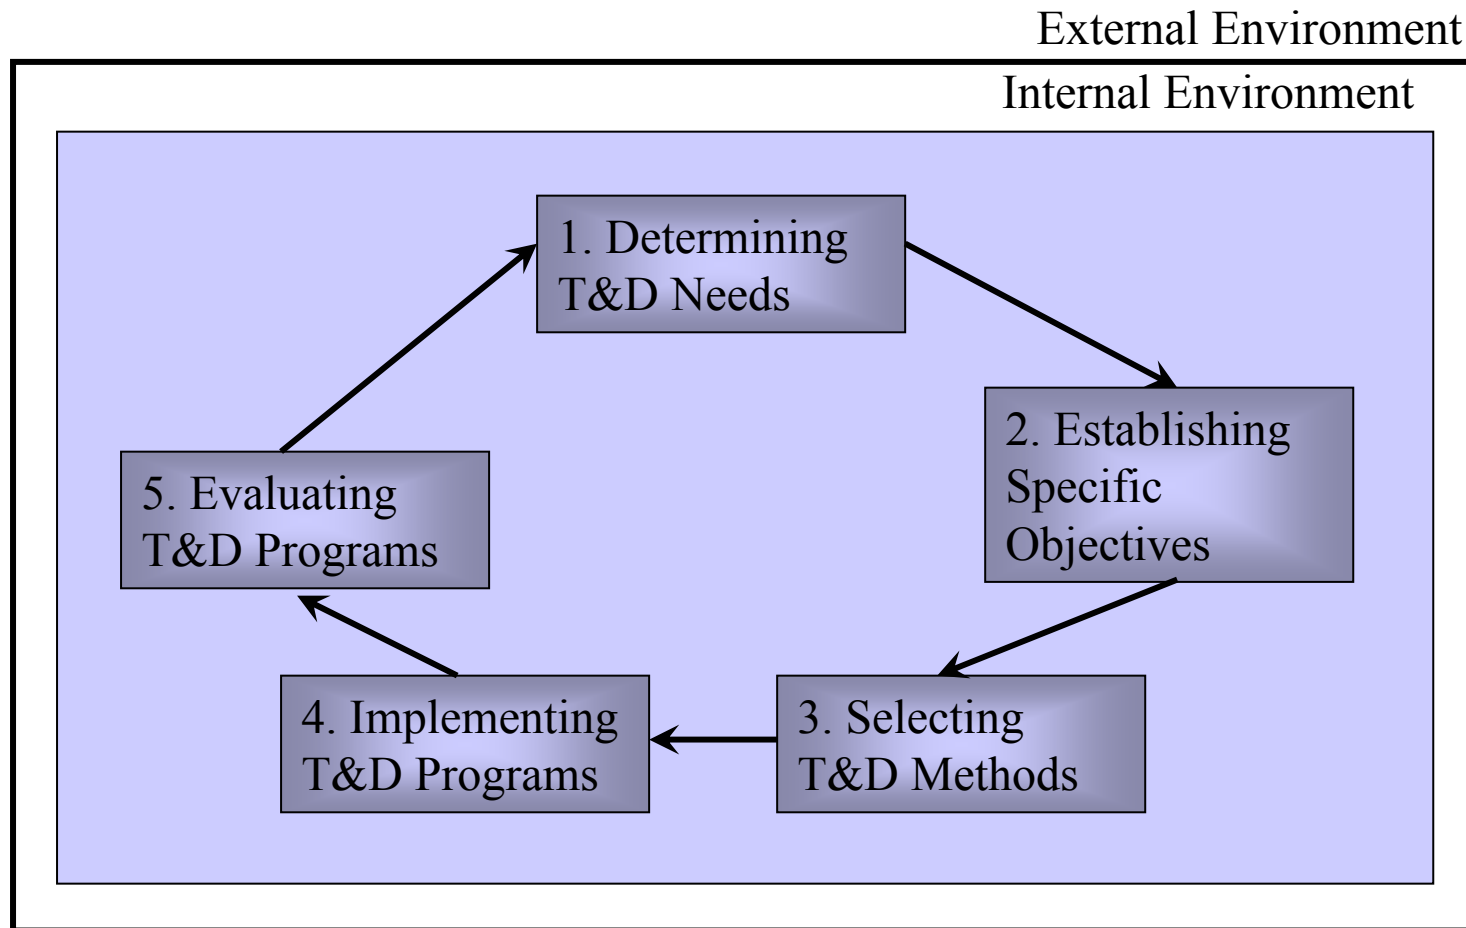 External Environment
Internal Environment
1. Determining
T&D Needs
2. Establishing
Specific
Objectives
3. Selecting
T&D Methods
4. Implementing
T&D Programs
5. Evaluating
T&D Programs